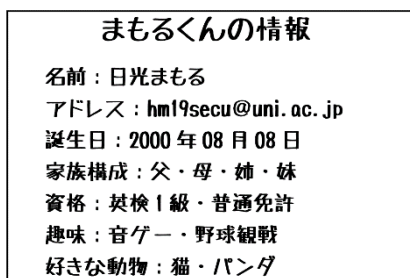 まもるくんの情報
名前：日光まもる
アドレス：hm19secu@uni.ac.jp
誕生日：2000年08月08日
家族構成：父・母・姉・妹
資格：英検1級・普通免許
趣味：音ゲー・野球観戦
好きな動物：猫・パンダ